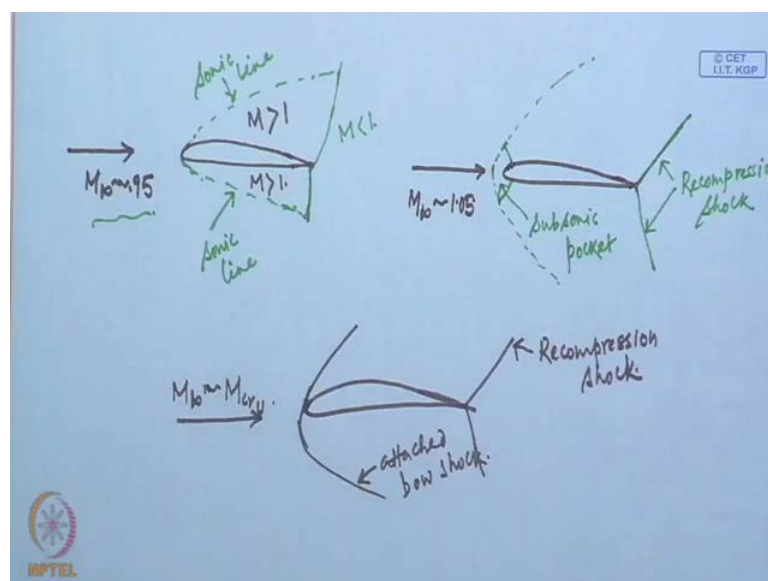 © CET
I.I.T. KGP
Sonic
line
M>1
M<1.
M∞~.95
M>1.
Sonic
line
M∞~1.05
Subsonic
pocket
Recompression
shock
M∞~Mcr,u.
Recompression
shock.
attached
bow shock.
NPTEL